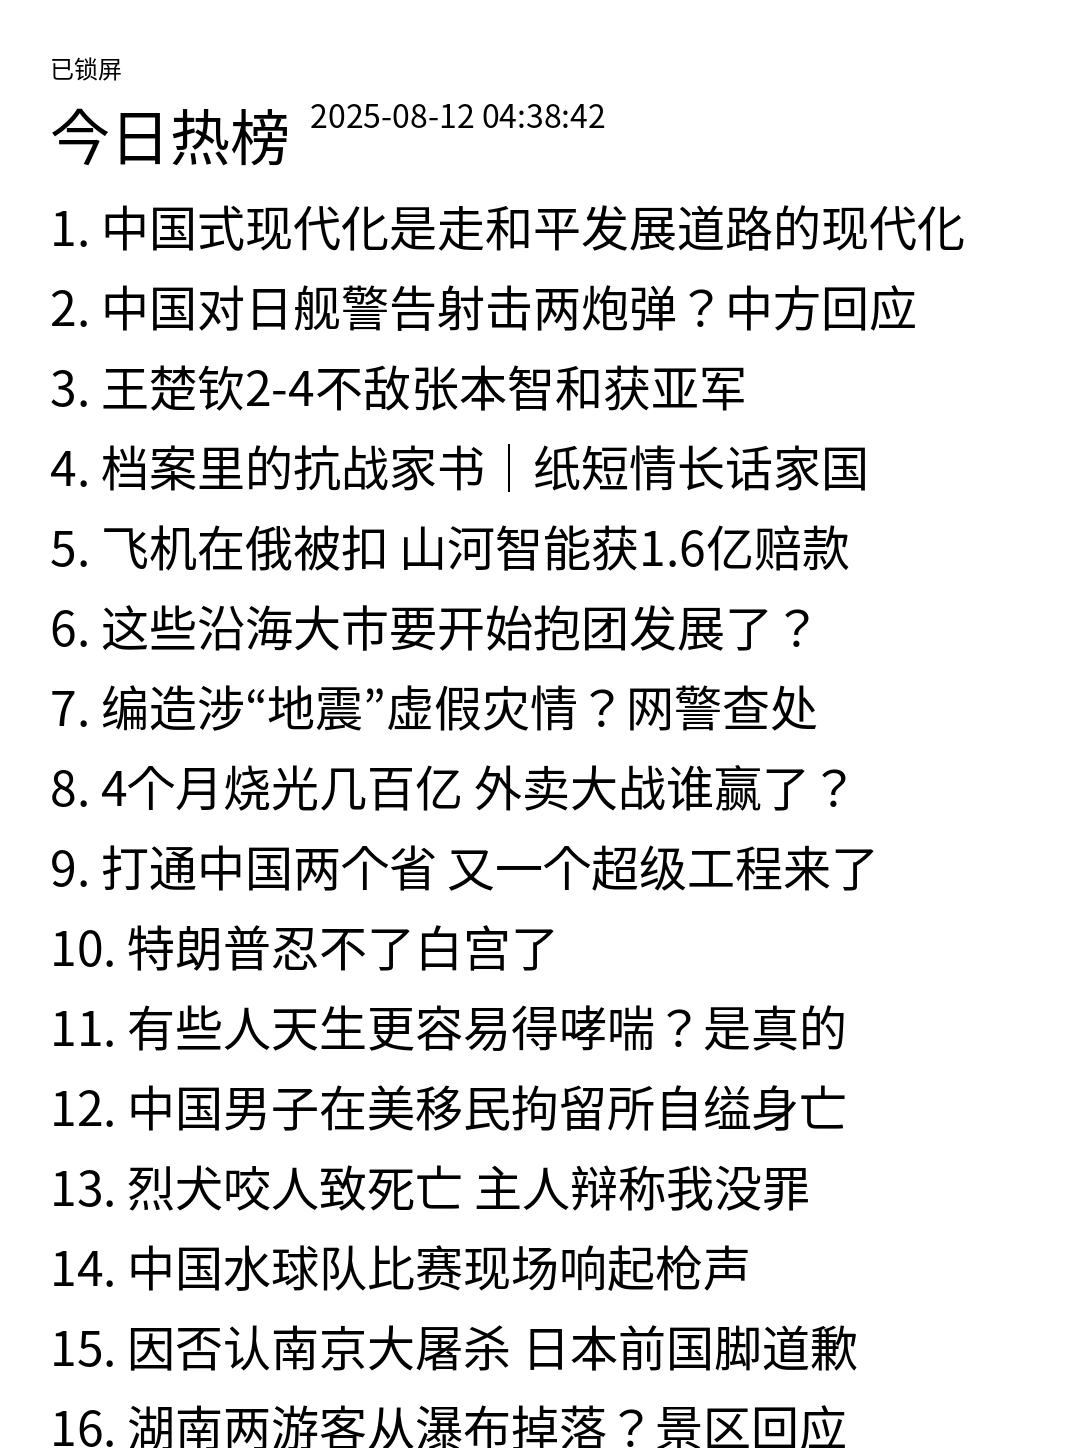 已锁屏
今日热榜 2025-08-12 04:38:42
1. 中国式现代化是走和平发展道路的现代化
2. 中国对日舰警告射击两炮弹？中方回应
3. 王楚钦2-4不敌张本智和获亚军
4. 档案里的抗战家书｜纸短情长话家国
5. 飞机在俄被扣 山河智能获1.6亿赔款
6. 这些沿海大市要开始抱团发展了？
7. 编造涉“地震”虚假灾情？网警查处
8. 4个月烧光几百亿 外卖大战谁赢了？
9. 打通中国两个省 又一个超级工程来了
10. 特朗普忍不了白宫了
11. 有些人天生更容易得哮喘？是真的
12. 中国男子在美移民拘留所自缢身亡
13. 烈犬咬人致死亡 主人辩称我没罪
14. 中国水球队比赛现场响起枪声
15. 因否认南京大屠杀 日本前国脚道歉
16. 湖南两游客从瀑布掉落？景区回应